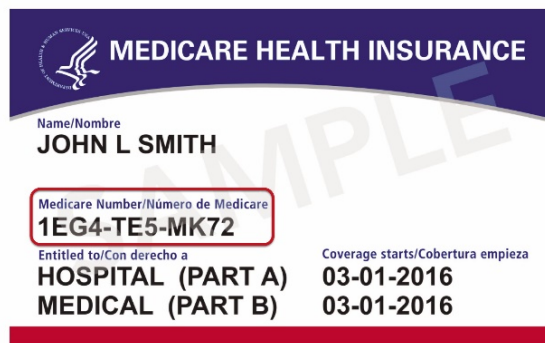 MEDICARE HEALTH INSURANCE
Name/Nombre
JOHN L SMITH
SAMPLE
Medicare Number/Número de Medicare
1EG4-TE5-MK72
Entitled to/Con derecho a Coverage starts/Cobertura empieza
HOSPITAL (PART A) 03-01-2016
MEDICAL (PART B) 03-01-2016